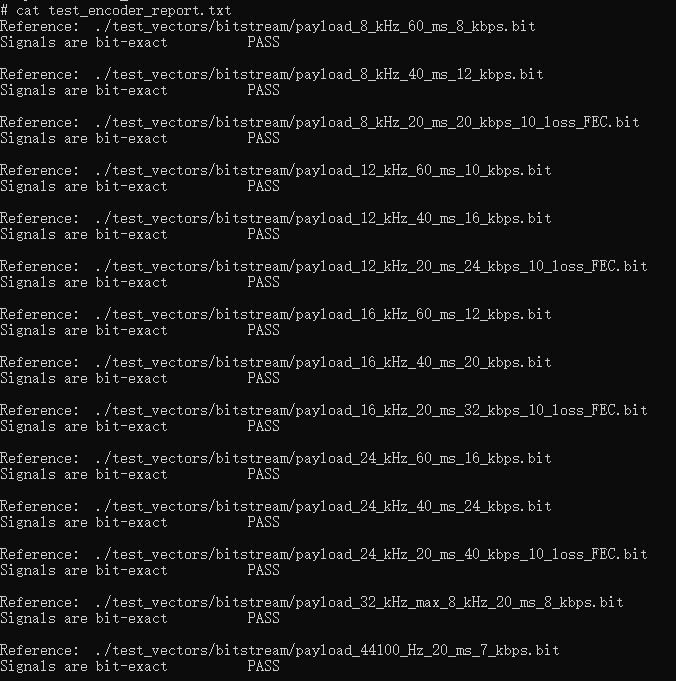 # cat test_encoder_report.txt
Reference:  ./test_vectors/bitstream/payload_8_kHz_60_ms_8_kbps.bit
Signals are bit-exact          PASS
Reference:  ./test_vectors/bitstream/payload_8_kHz_40_ms_12_kbps.bit
Signals are bit-exact          PASS
Reference:  ./test_vectors/bitstream/payload_8_kHz_20_ms_20_kbps_10_loss_FEC.bit
Signals are bit-exact          PASS
Reference:  ./test_vectors/bitstream/payload_12_kHz_60_ms_10_kbps.bit
Signals are bit-exact          PASS
Reference:  ./test_vectors/bitstream/payload_12_kHz_40_ms_16_kbps.bit
Signals are bit-exact          PASS
Reference:  ./test_vectors/bitstream/payload_12_kHz_20_ms_24_kbps_10_loss_FEC.bit
Signals are bit-exact          PASS
Reference:  ./test_vectors/bitstream/payload_16_kHz_60_ms_12_kbps.bit
Signals are bit-exact          PASS
Reference:  ./test_vectors/bitstream/payload_16_kHz_40_ms_20_kbps.bit
Signals are bit-exact          PASS
Reference:  ./test_vectors/bitstream/payload_16_kHz_20_ms_32_kbps_10_loss_FEC.bit
Signals are bit-exact          PASS
Reference:  ./test_vectors/bitstream/payload_24_kHz_60_ms_16_kbps.bit
Signals are bit-exact          PASS
Reference:  ./test_vectors/bitstream/payload_24_kHz_40_ms_24_kbps.bit
Signals are bit-exact          PASS
Reference:  ./test_vectors/bitstream/payload_24_kHz_20_ms_40_kbps_10_loss_FEC.bit
Signals are bit-exact          PASS
Reference:  ./test_vectors/bitstream/payload_32_kHz_max_8_kHz_20_ms_8_kbps.bit
Signals are bit-exact          PASS
Reference:  ./test_vectors/bitstream/payload_44100_Hz_20_ms_7_kbps.bit
Signals are bit-exact          PASS